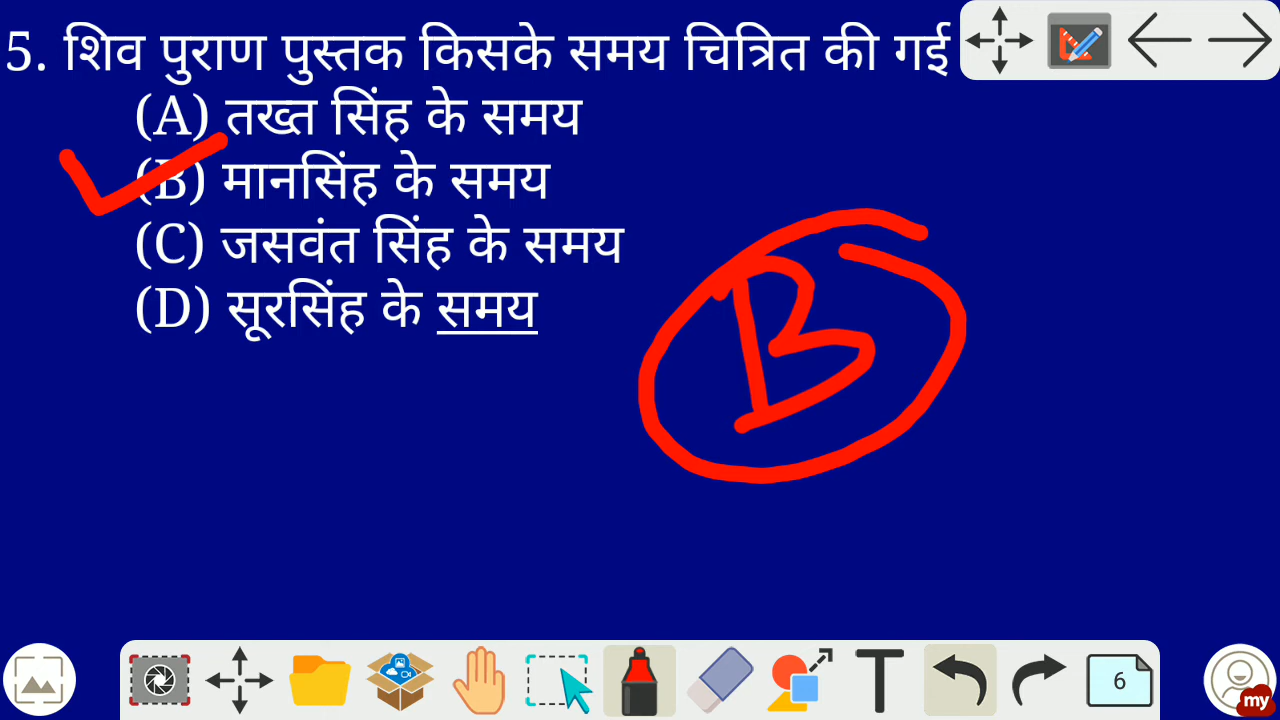 5. शिव पुराण पुस्तक किसके समय चित्रित की गई
(A) तख्त सिंह के समय
(B) मानसिंह के समय
(C) जसवंत सिंह के समय
(D) सूरसिंह के समय
B
T
6
my